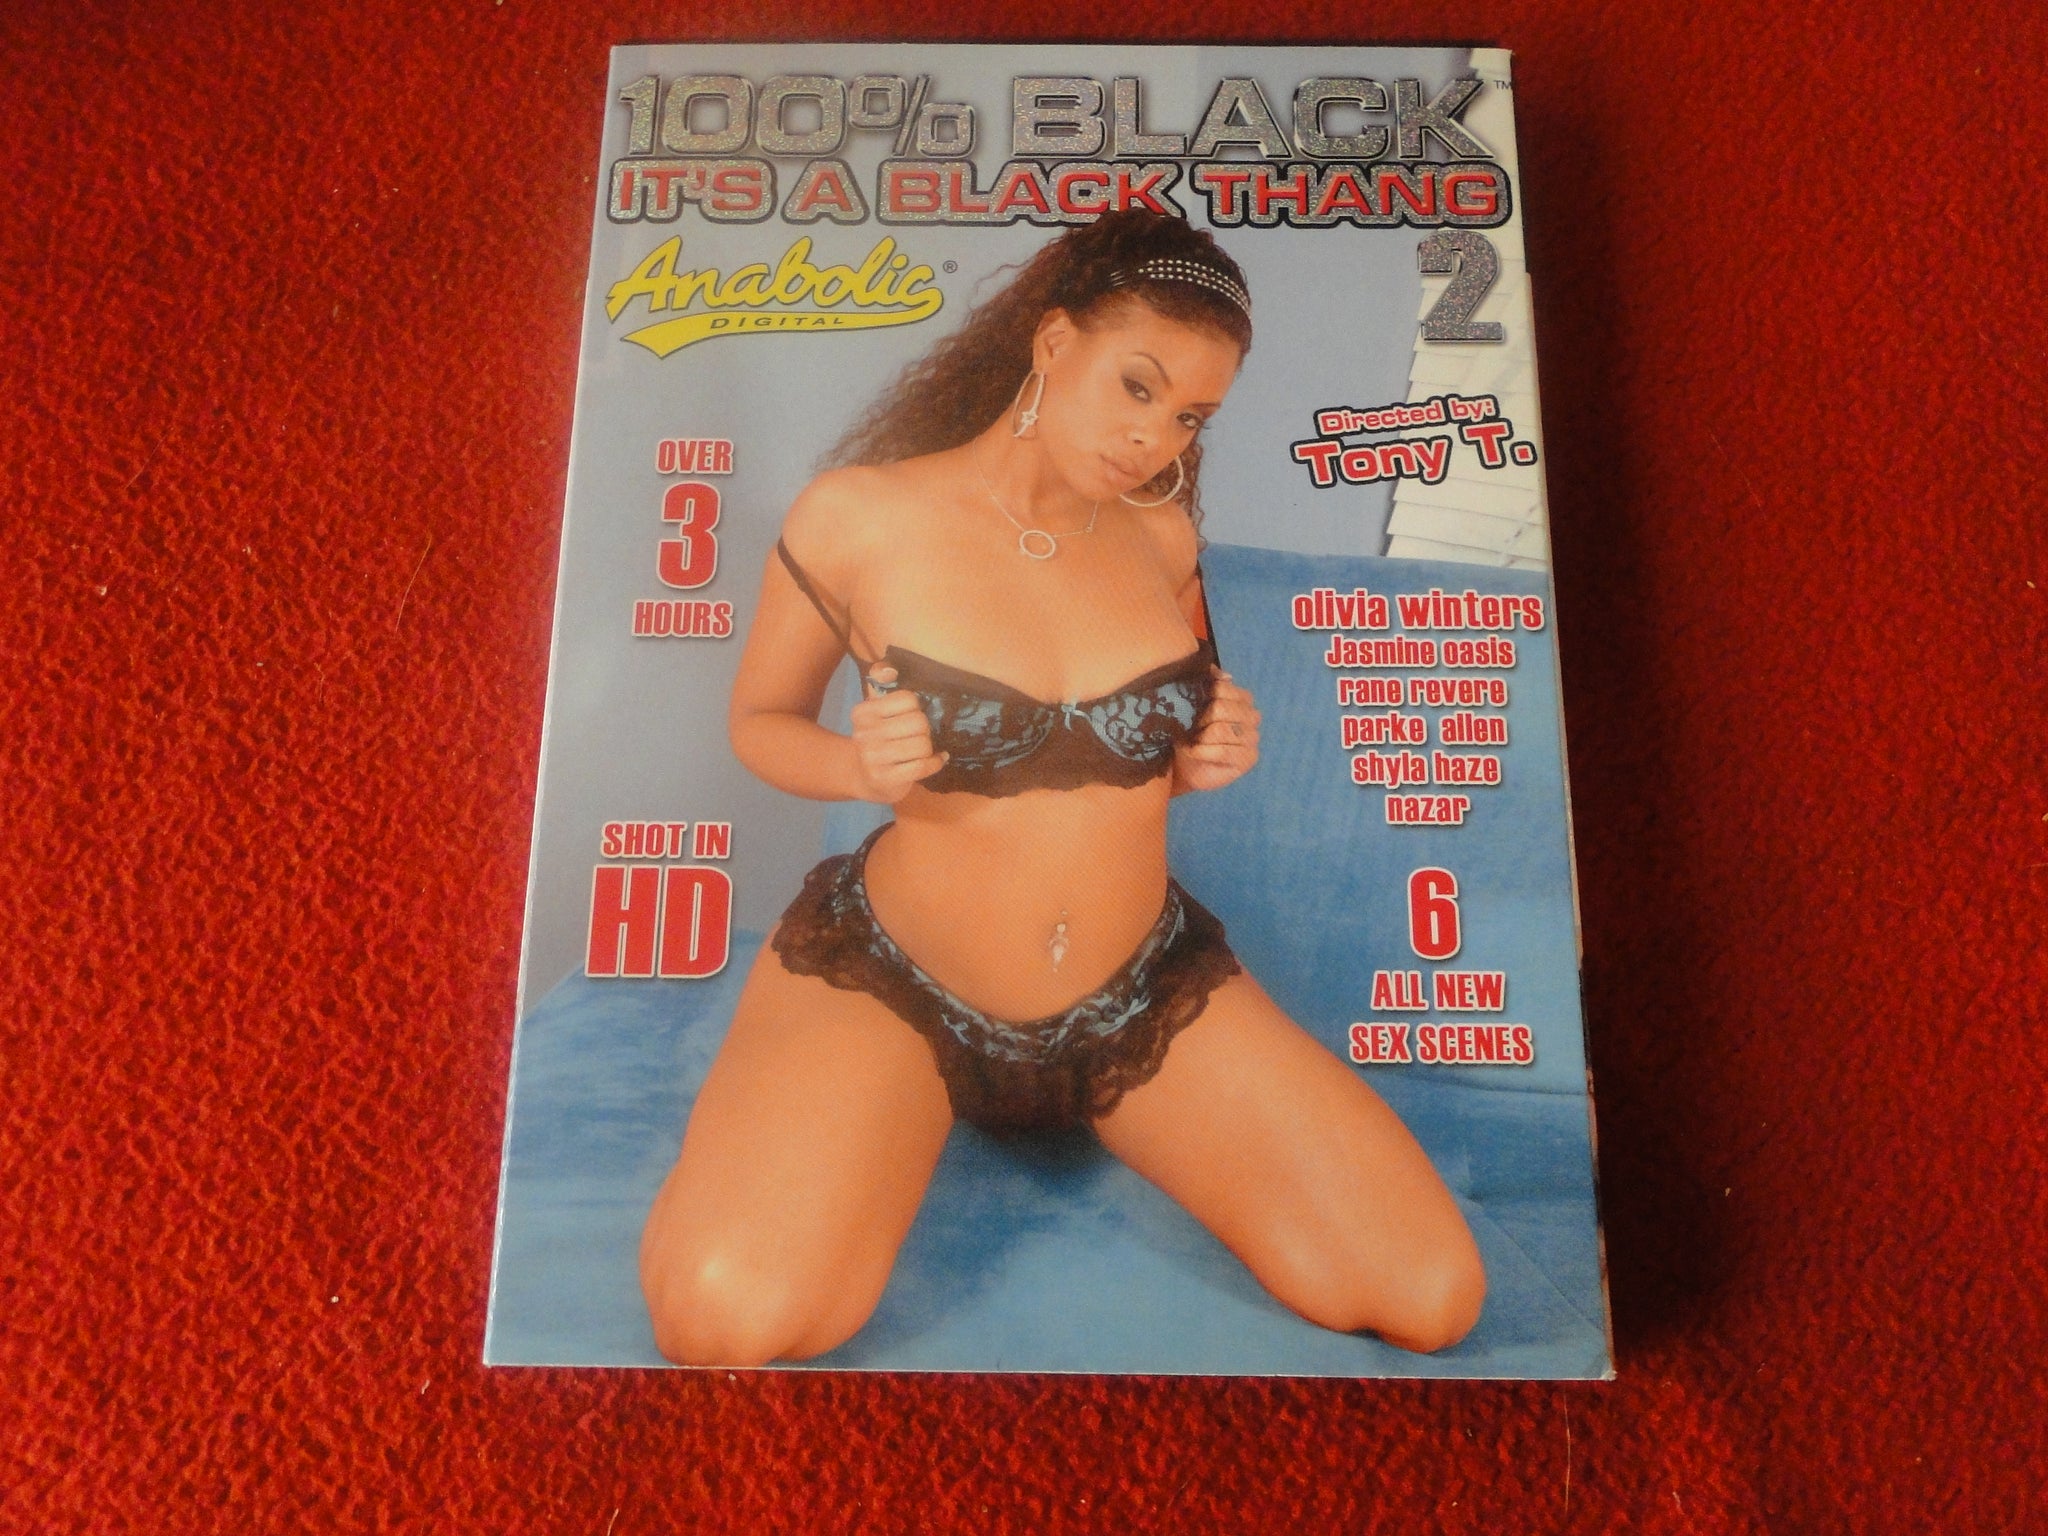 100% BLACK™
IT'S A BLACK THANG
2
Anabolic®
DIGITAL
Directed by:
Tony T.
OVER
3
HOURS
olivia winters
Jasmine oasis
rane revere
parke allen
shyla haze
nazar
SHOT IN
HD
6
ALL NEW
SEX SCENES